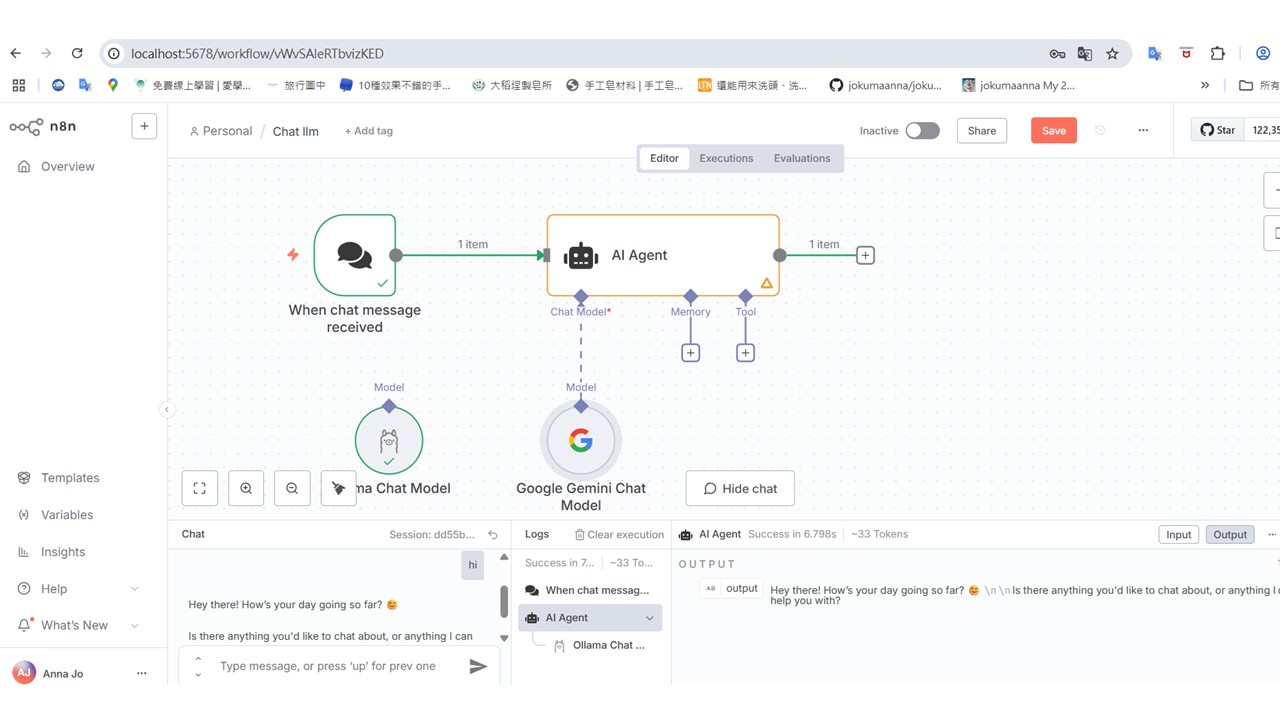 localhost:5678/workflow/vWvSAleRTbvizKED
免費線上學習 | 愛學...
旅行圖中
10種效果不錯的手...
大稻埕製皂所
手工皂材料 | 手工皂...
還能用來洗頭、洗...
jokumaanna/joku...
jokumaanna My 2...
»
所有
n8n
+
Personal / Chat llm
+ Add tag
Inactive
Share
Save
...
Star
122,35
Editor
Executions
Evaluations
Overview
1 item
AI Agent
1 item
When chat message
received
Chat Model*
Memory
Tool
Model
Model
ma Chat Model
Google Gemini Chat
Model
Hide chat
Templates
Variables
Insights
Help
What's New
AJ
Anna Jo
...
Chat
Session: dd55b...
hi
Hey there! How's your day going so far? 😊
Is there anything you'd like to chat about, or anything I can
Type message, or press 'up' for prev one
Logs
Clear execution
Success in 7...
~33 To...
When chat messag...
AI Agent
Ollama Chat ...
AI Agent
Success in 6.798s
~33 Tokens
Input
Output
...
OUTPUT
AB output
Hey there! How's your day going so far? 😊 \n\n Is there anything you'd like to chat about, or anything I c
help you with?